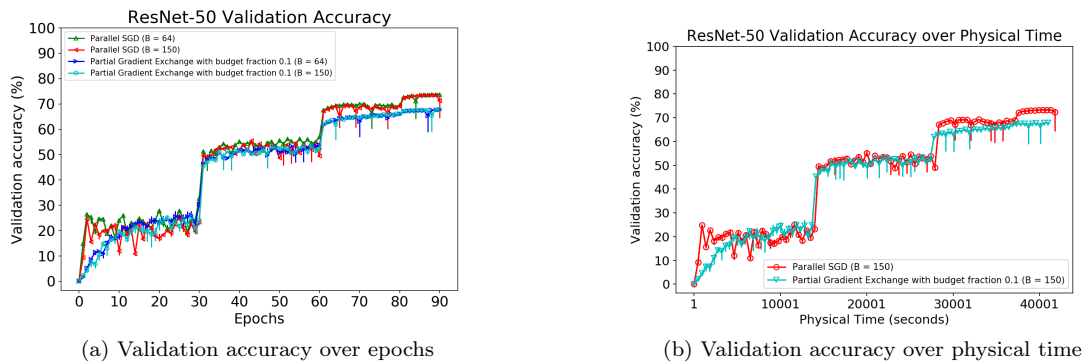 ResNet-50 Validation Accuracy
Validation accuracy (%)
100
90
80
70
60
50
40
30
20
10
0
Parallel SGD (B = 64)
Parallel SGD (B = 150)
Partial Gradient Exchange with budget fraction 0.1 (B = 64)
Partial Gradient Exchange with budget fraction 0.1 (B = 150)
0 10 20 30 40 50 60 70 80 90
Epochs
(a) Validation accuracy over epochs
ResNet-50 Validation Accuracy over Physical Time
Validation accuracy (%)
100
90
80
70
60
50
40
30
20
10
0
Parallel SGD (B = 150)
Partial Gradient Exchange with budget fraction 0.1 (B = 150)
1 10001 20001 30001 40001
Physical Time (seconds)
(b) Validation accuracy over physical time